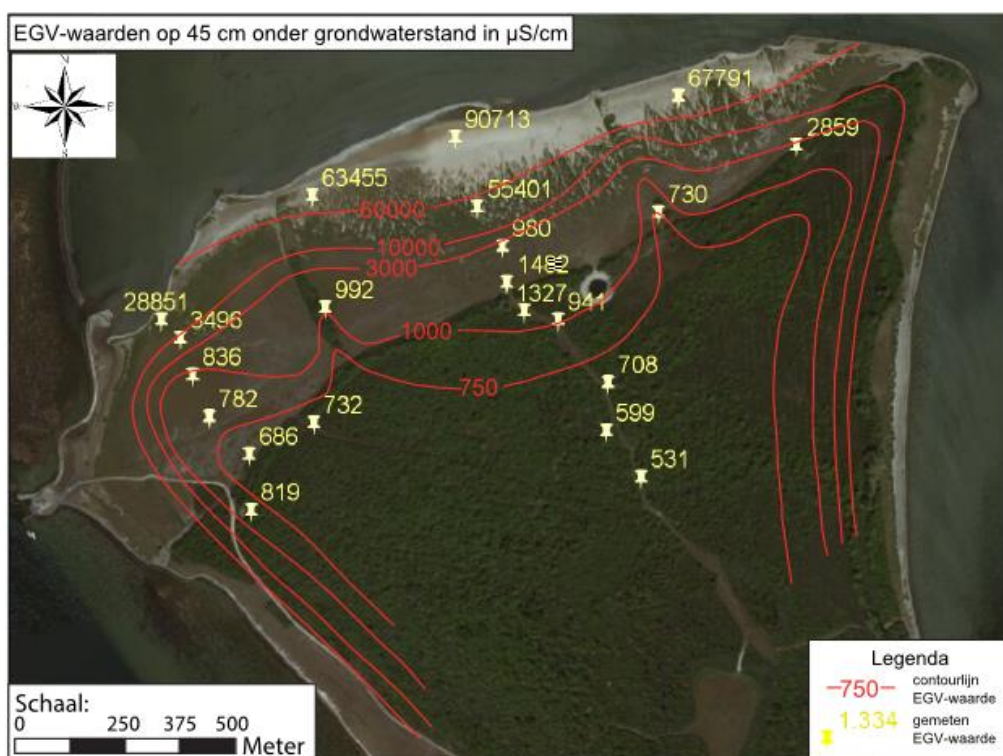 EGV-waarden op 45 cm onder grondwaterstand in µS/cm
N
67791
90713
2859
63455
55401
50000
730
980
10000
3000
1402
28851
992
1327
941
3496
1000
836
750
708
782
732
599
686
531
819
Legenda
750 contourlijn
EGV-waarde
1.334 gemeten
EGV-waarde
Schaal:
0 250 375 500
Meter